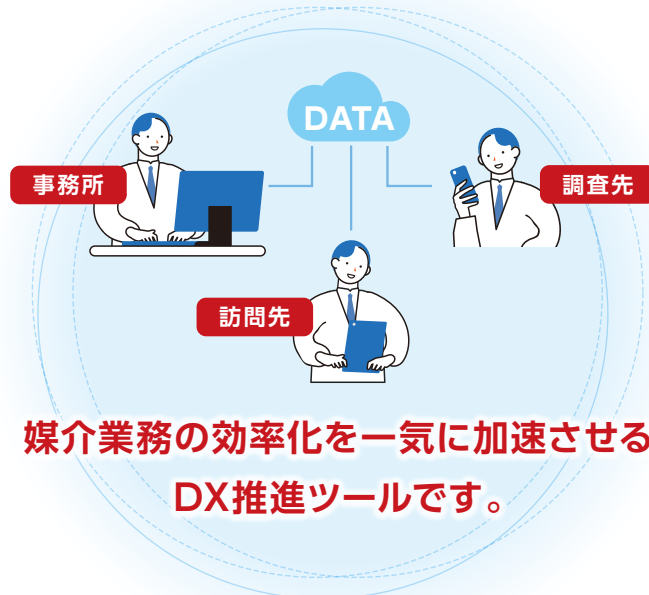 DATA
事務所
調査先
訪問先
媒介業務の効率化を一気に加速させる
DX推進ツールです。